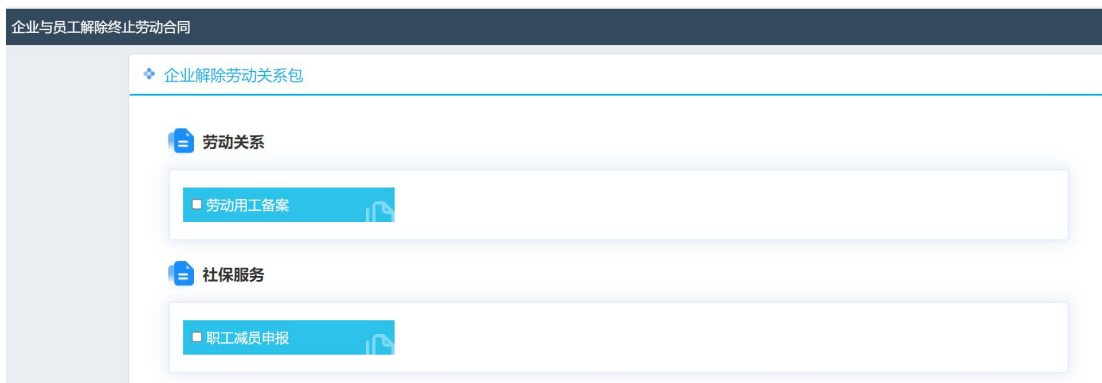 企业与员工解除终止劳动合同
企业解除劳动关系包
劳动关系
劳动用工备案
社保服务
职工减员申报